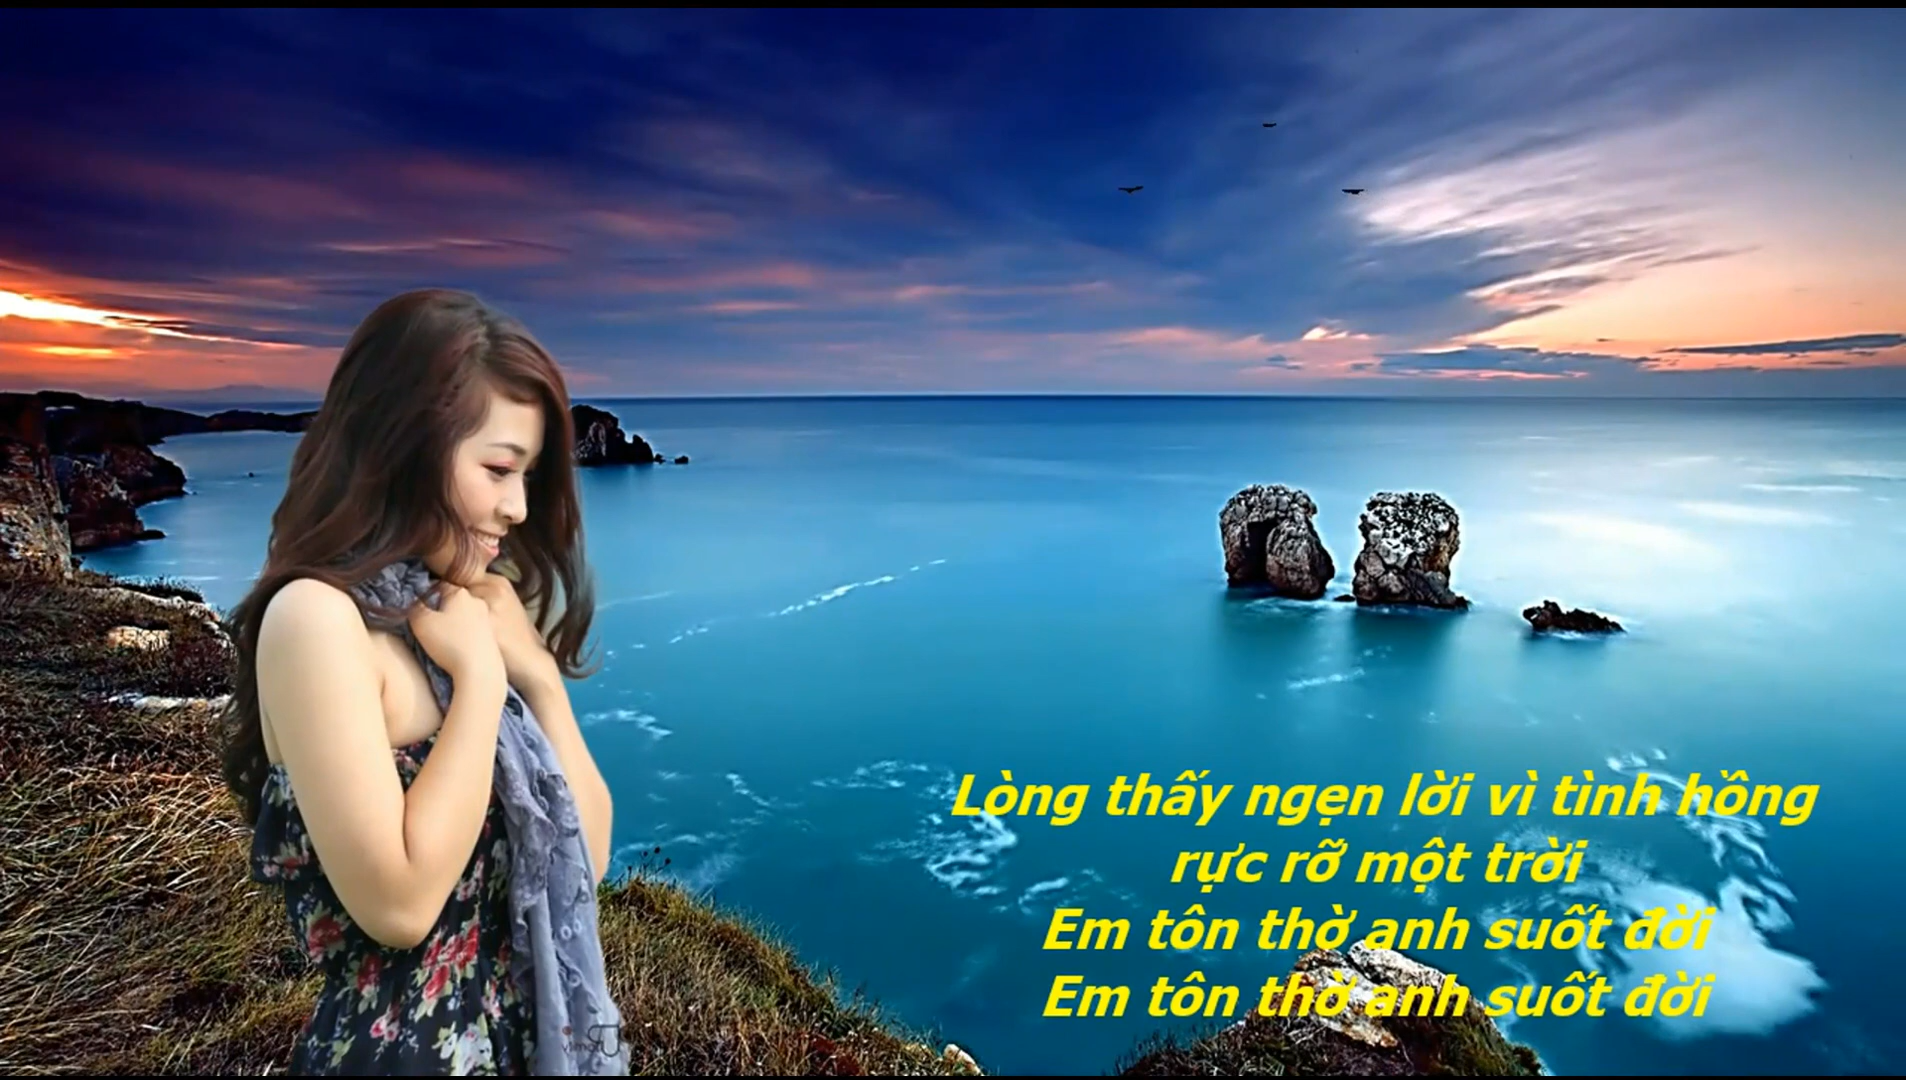 Lòng thấy ngẹn lời vì tình hồng
rực rỡ một trời
Em tôn thờ anh suốt đời
Em tôn thờ anh suốt đời